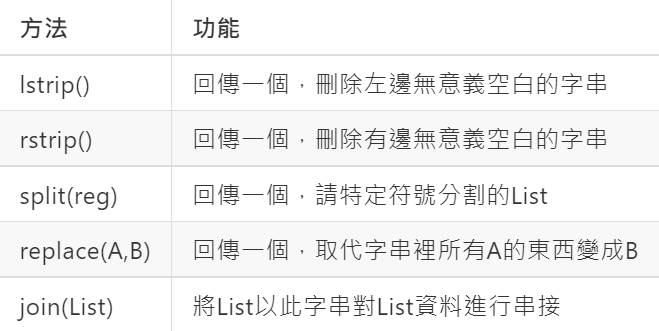 方法 功能
lstrip() 回傳一個，刪除左邊無意義空白的字串
rstrip() 回傳一個，刪除有邊無意義空白的字串
split(reg) 回傳一個，請特定符號分割的List
replace(A,B) 回傳一個，取代字串裡所有A的東西變成B
join(List) 將List以此字串對List資料進行串接